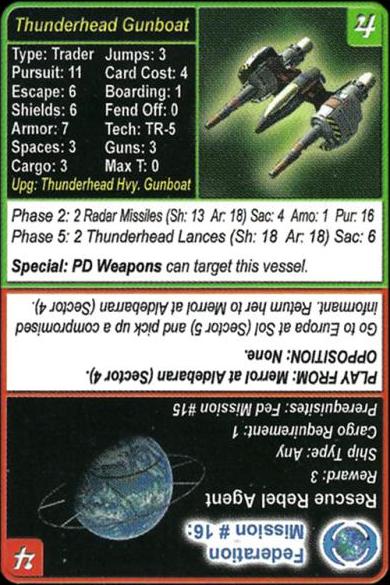 Thunderhead Gunboat
4
Type: Trader Jumps: 3
Pursuit: 11 Card Cost: 4
Escape: 6 Boarding: 1
Shields: 6 Fend Off: 0
Armor: 7 Tech: TR-5
Spaces: 3 Guns: 3
Cargo: 3 Max T: 0
Upg: Thunderhead Hvy. Gunboat
Phase 2: 2 Radar Missiles (Sh: 13 Ar: 18) Sac: 4 Amo: 1 Pur: 16
Phase 5: 2 Thunderhead Lances (Sh: 18 Ar: 18) Sac: 6
Special: PD Weapons can target this vessel.
4
Federation
Mission # 16:
Rescue Rebel Agent
Reward: 3
Ship Type: Any
Cargo Requirement: 1
Prerequisites: Fed Mission #15
PLAY FROM: Merrol at Aldebaran (Sector 4).
OPPOSITION: None.
Go to Europa at Sol (Sector 5) and pick up a compromised
informant. Return her to Merrol at Aldebarran (Sector 4).